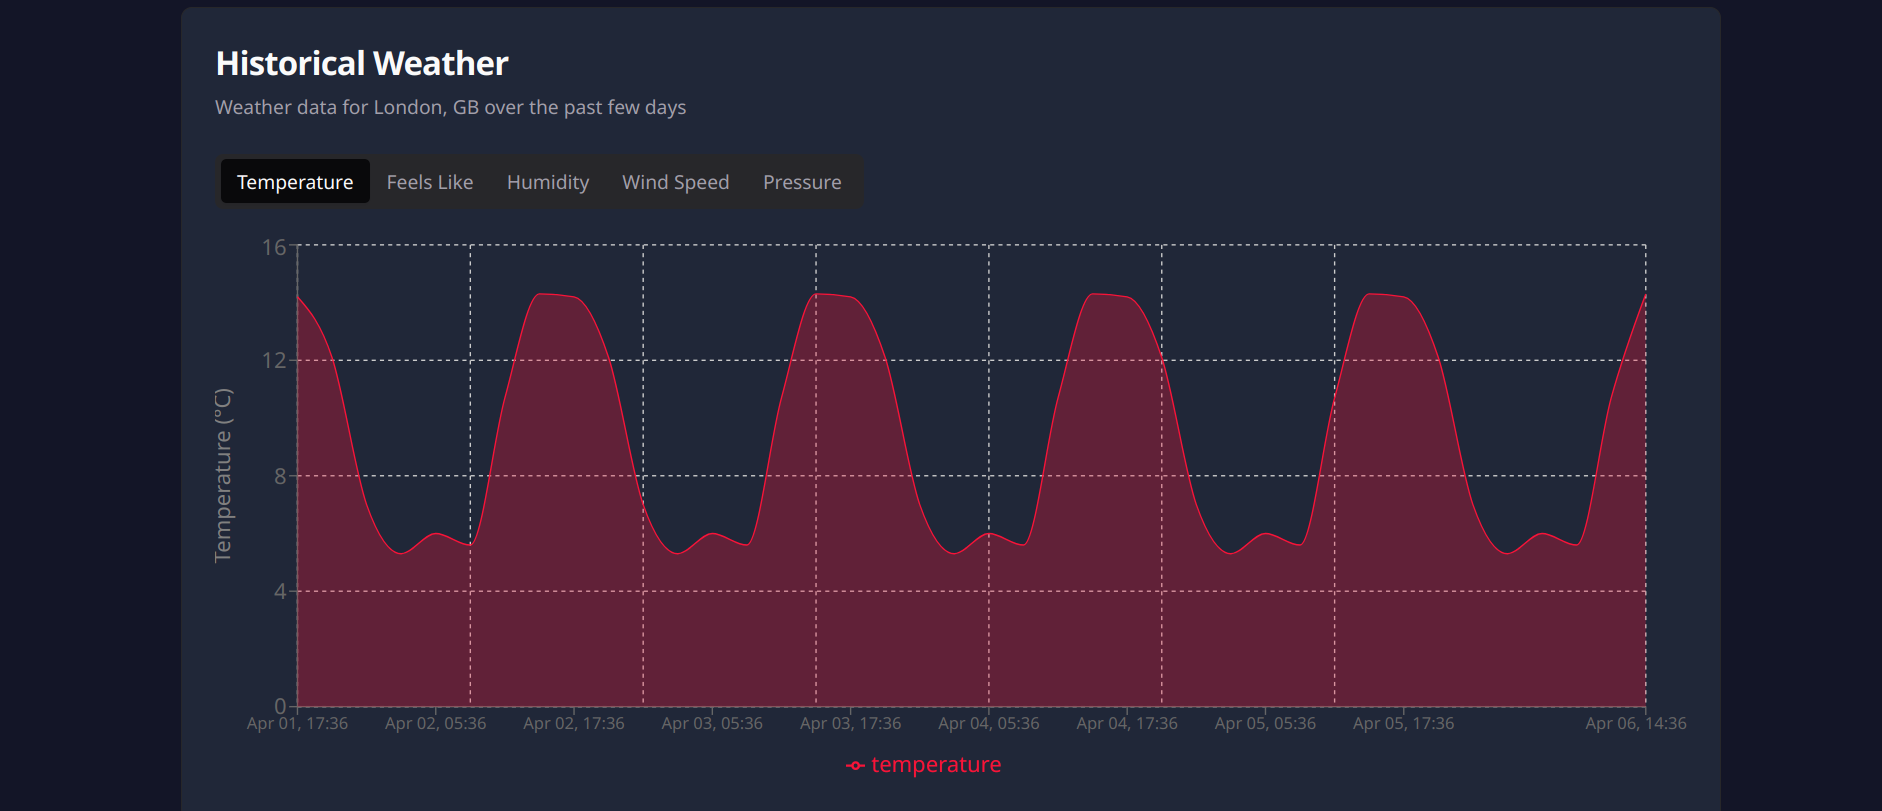 Historical Weather
Weather data for London, GB over the past few days
Temperature Feels Like Humidity Wind Speed Pressure
16
12
8
4
0
Temperature (°C)
Apr 01, 17:36 Apr 02, 05:36 Apr 02, 17:36 Apr 03, 05:36 Apr 03, 17:36 Apr 04, 05:36 Apr 04, 17:36 Apr 05, 05:36 Apr 05, 17:36 Apr 06, 14:36
temperature